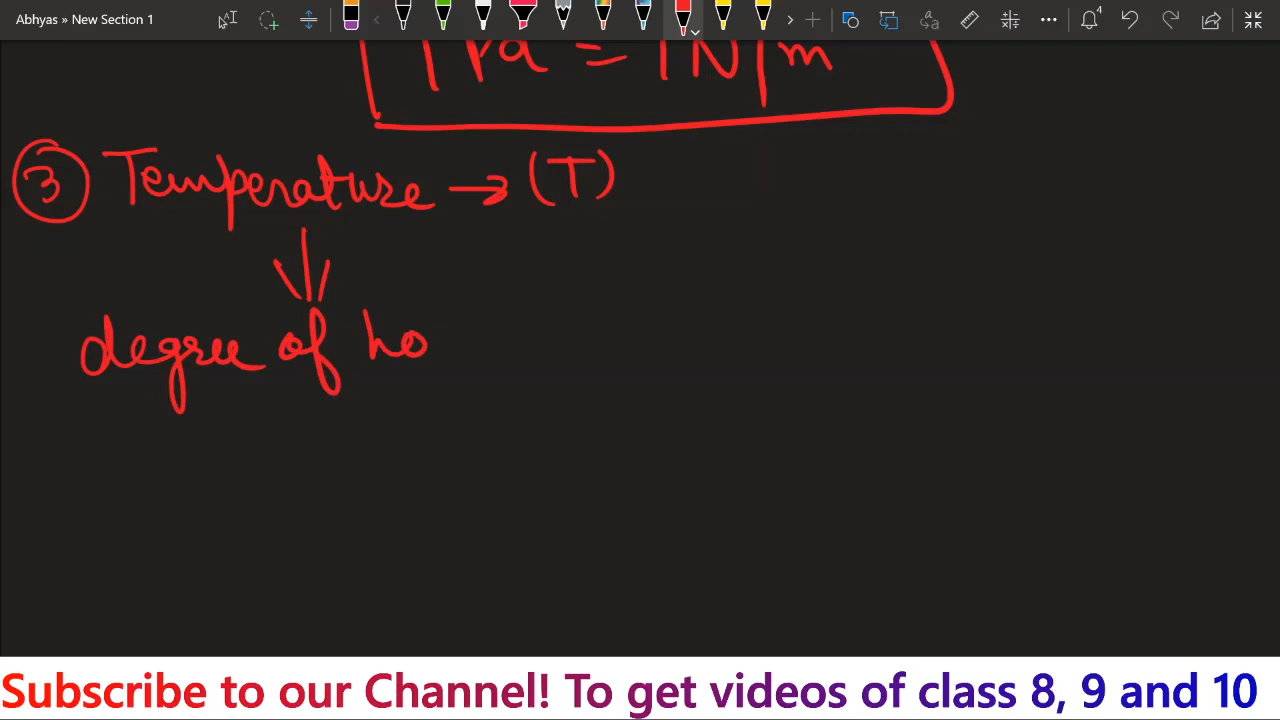 Abhyas » New Section 1
1 Pa = 1 N/m
③ Temperature → (T)
degree of ho
Subscribe to our Channel! To get videos of class 8, 9 and 10